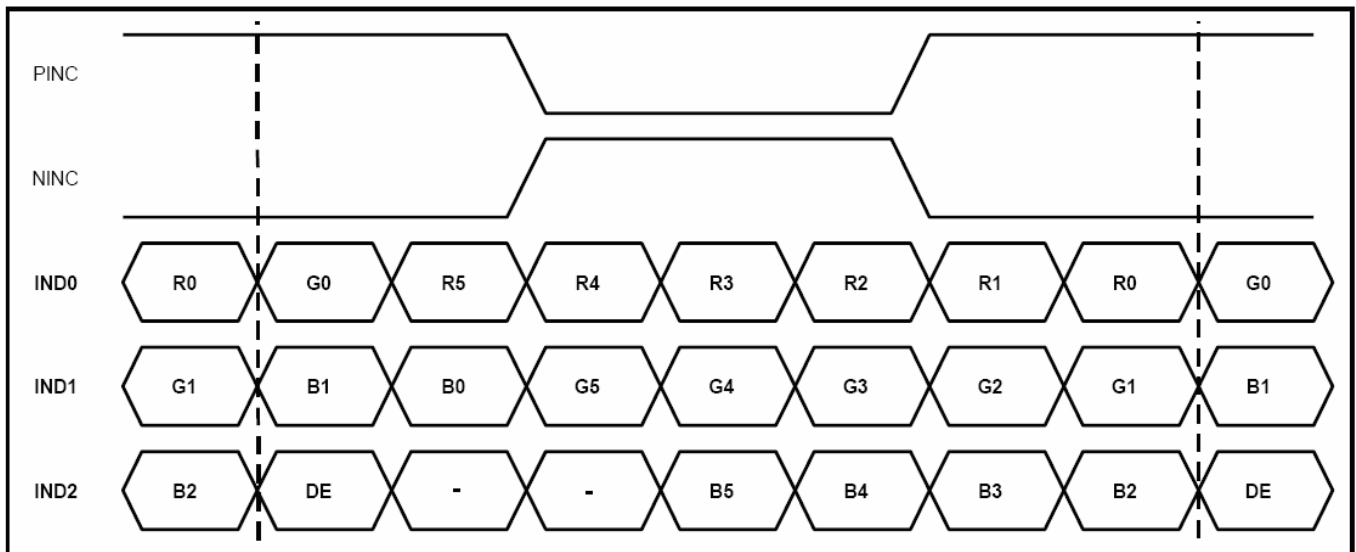 PINC
NINC
IND0 R0 G0 R5 R4 R3 R2 R1 R0 G0
IND1 G1 B1 B0 G5 G4 G3 G2 G1 B1
IND2 B2 DE - - B5 B4 B3 B2 DE